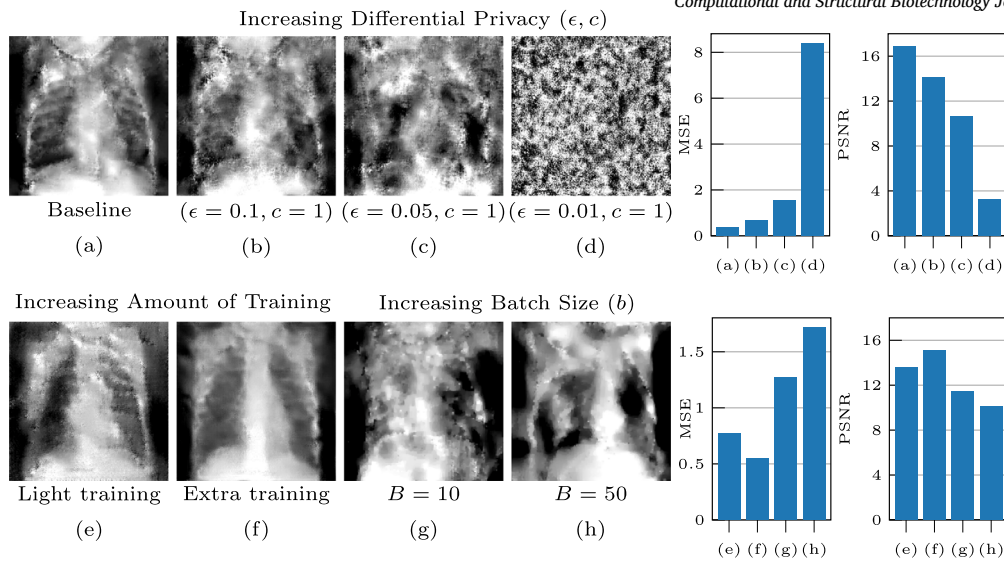 Computational and Structural Biotechnology Jo
Increasing Differential Privacy (ϵ, c)
Baseline
(ϵ = 0.1, c = 1)
(ϵ = 0.05, c = 1)
(ϵ = 0.01, c = 1)
(a)
(b)
(c)
(d)
MSE
8
6
4
2
0
(a) (b) (c) (d)
PSNR
16
12
8
4
0
(a) (b) (c) (d)
Increasing Amount of Training
Increasing Batch Size (b)
Light training
Extra training
B = 10
B = 50
(e)
(f)
(g)
(h)
MSE
1.5
1
0.5
0
(e) (f) (g) (h)
PSNR
16
12
8
4
0
(e) (f) (g) (h)